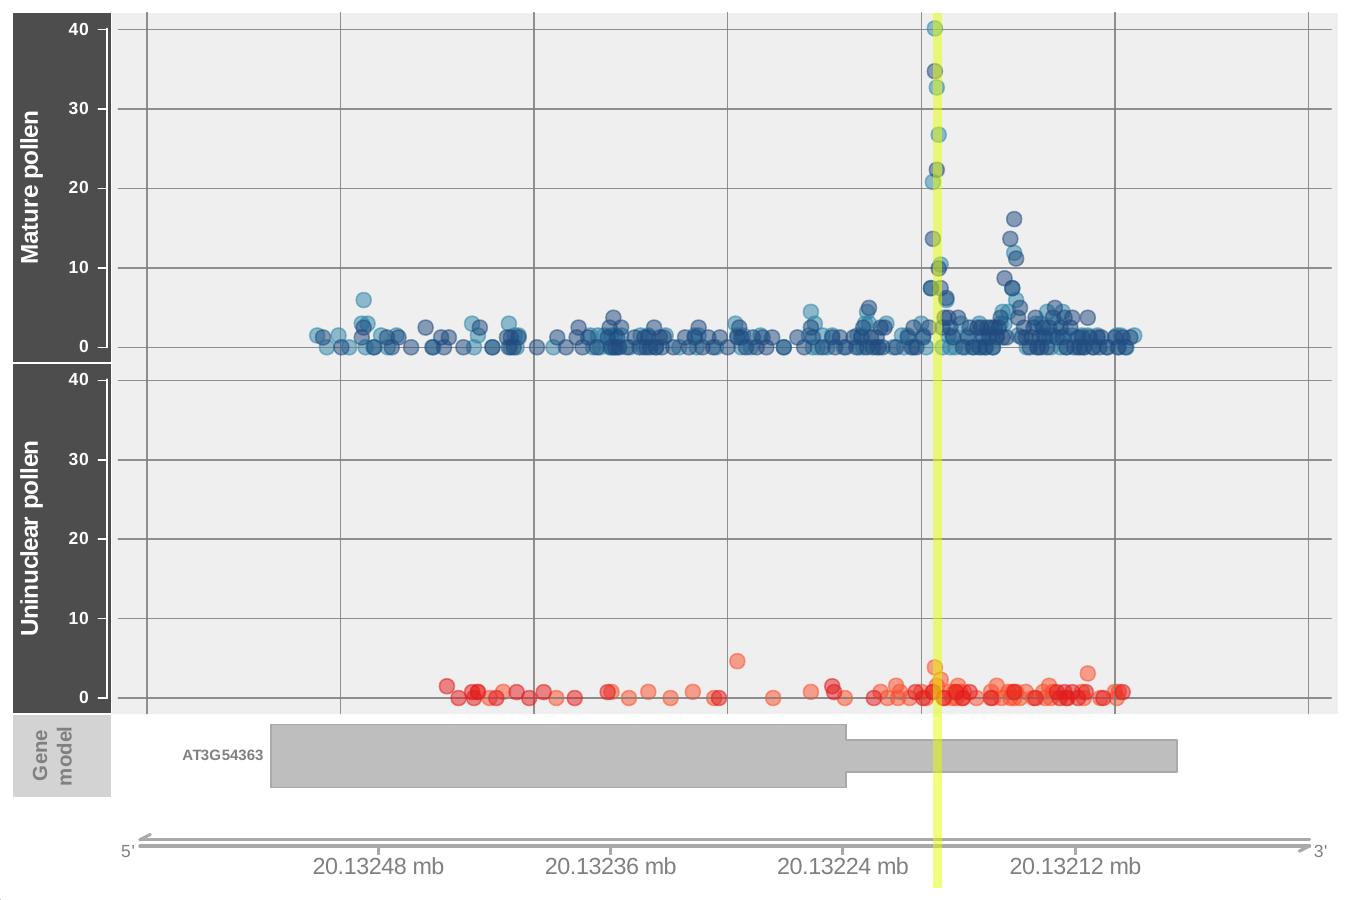 Mature pollen
40
30
20
10
0
Uninuclear pollen
40
30
20
10
0
Gene
model
AT3G54363
5'
3'
20.13248 mb
20.13236 mb
20.13224 mb
20.13212 mb